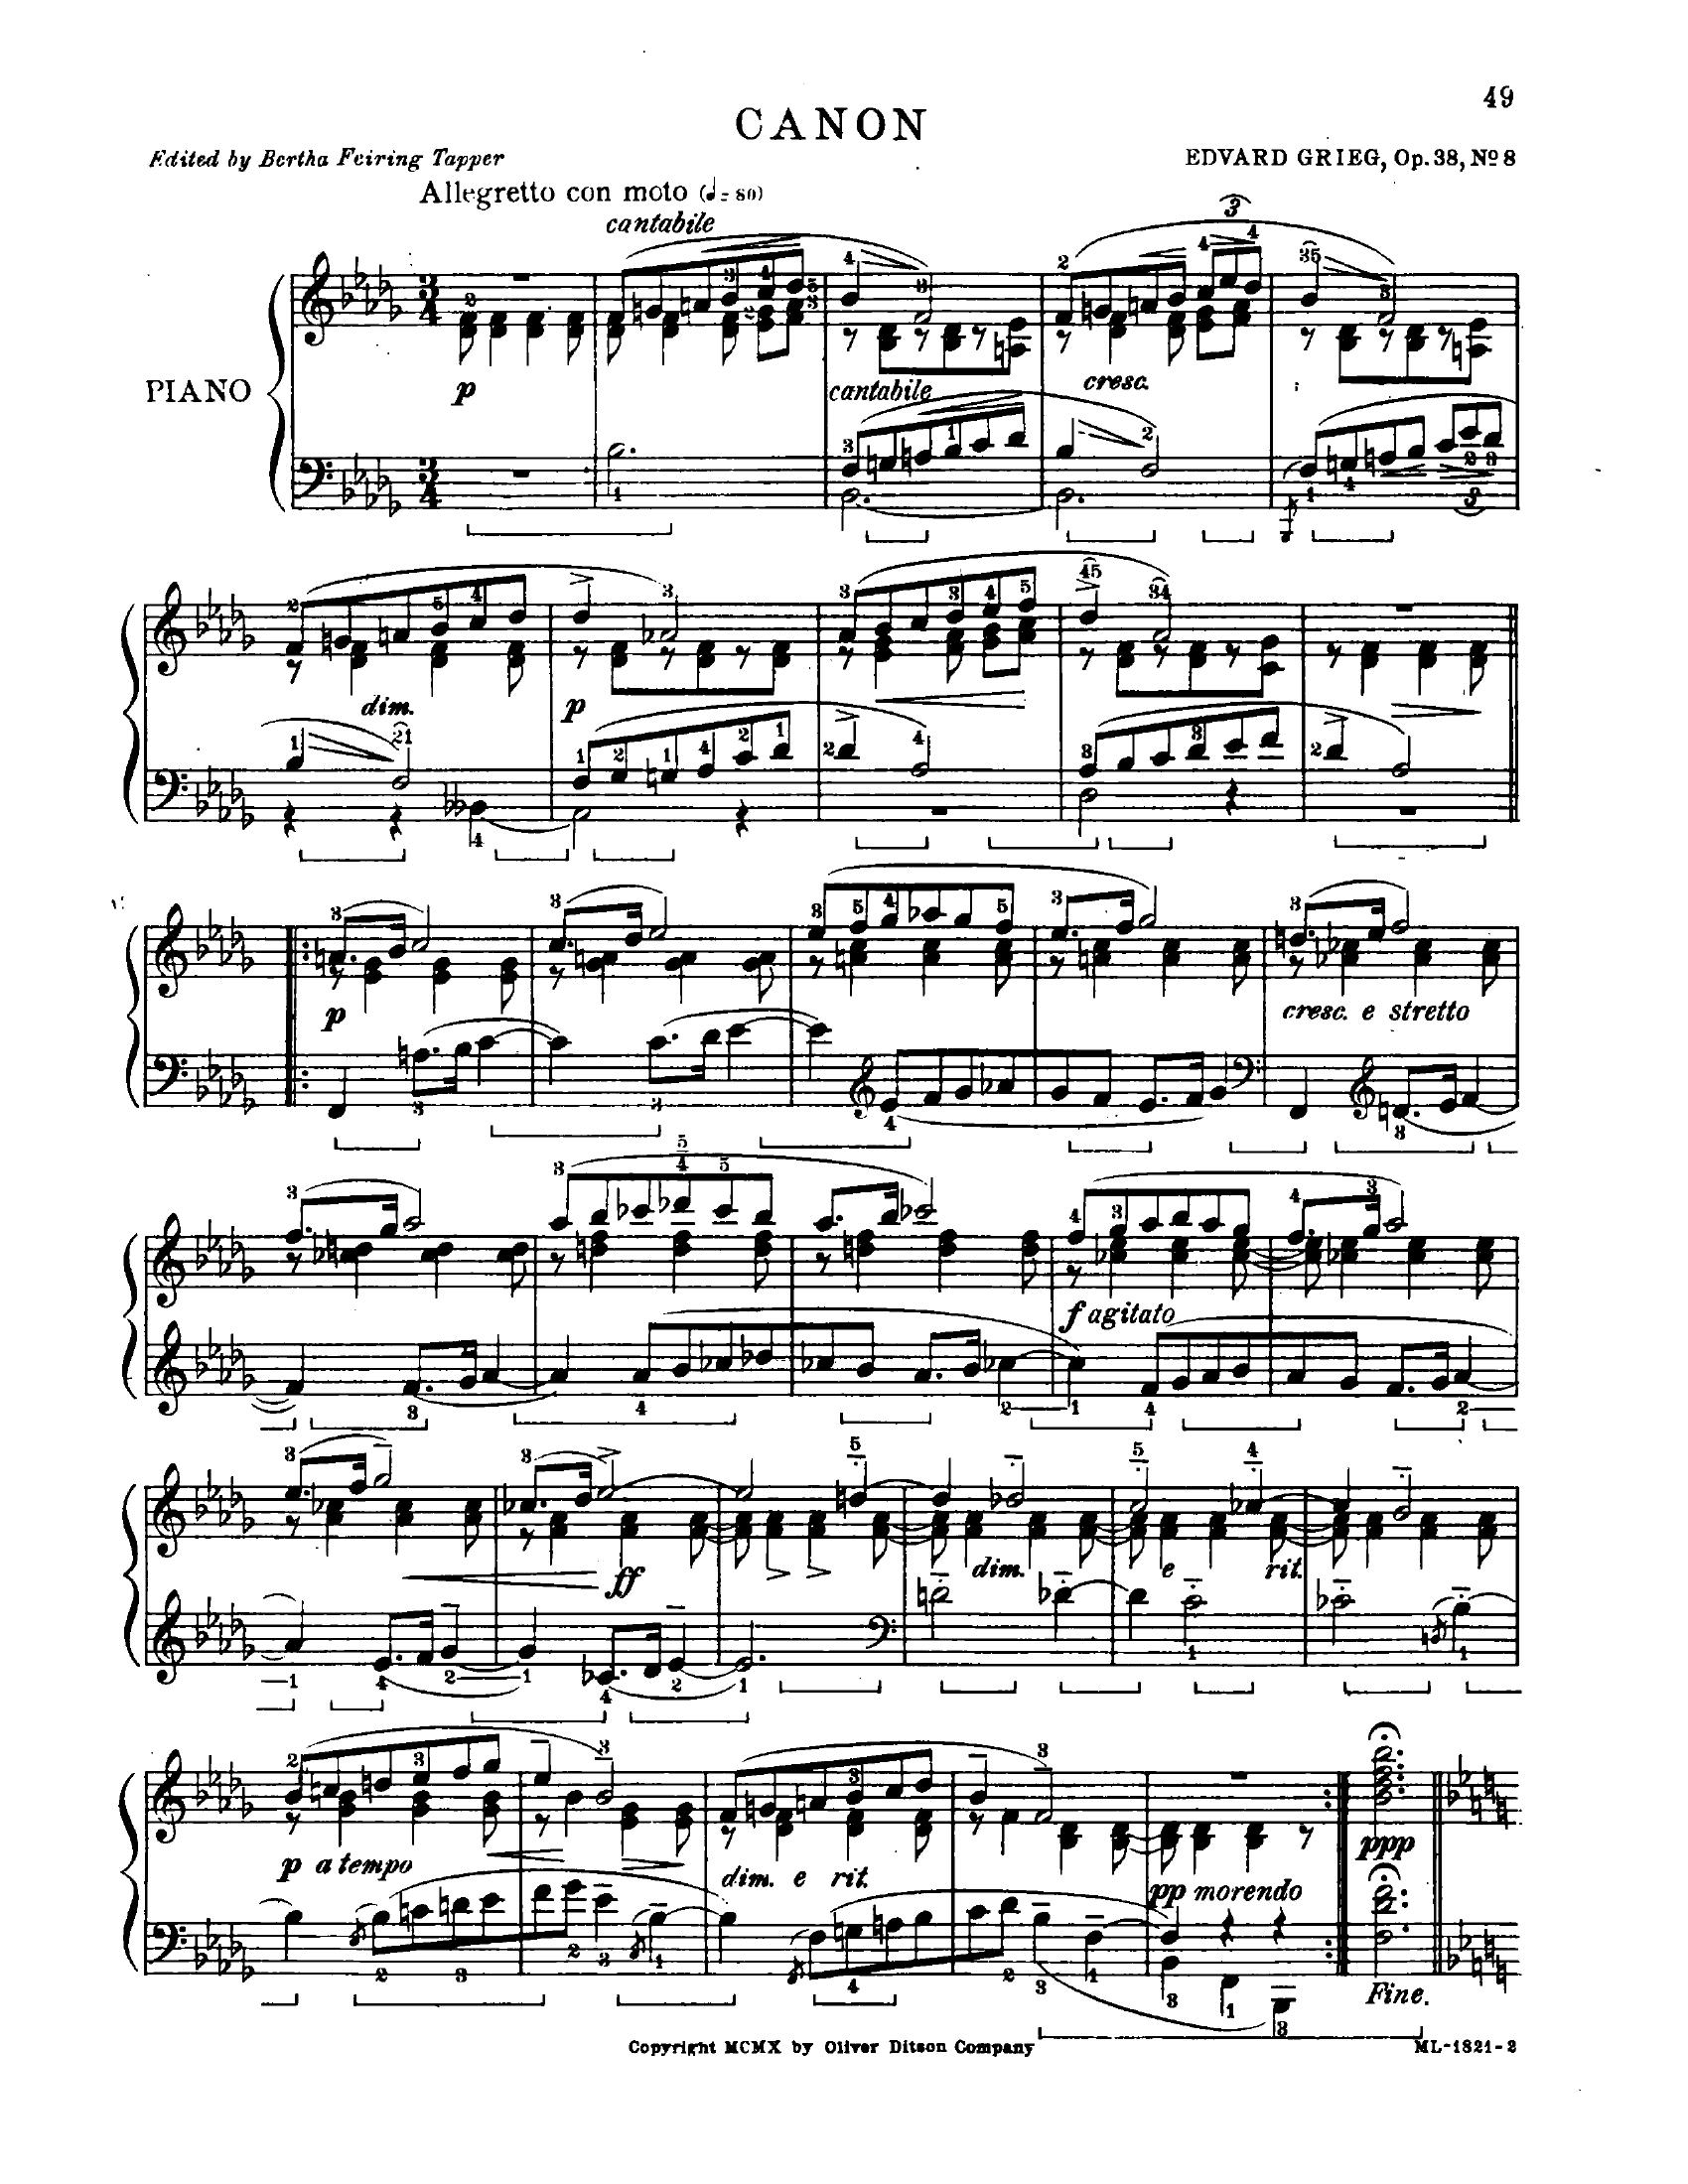 49
CANON
Edited by Bertha Feiring Tapper
EDVARD GRIEG, Op. 38, No 8
Allegretto con moto (♩= 80)
cantabile
PIANO
p
cantabile
cresc.
dim.
p
p
cresc. e stretto
f agitato
ff
dim. e rit.
p a tempo
dim. e rit.
pp morendo
ppp
Fine.
Copyright MCMX by Oliver Ditson Company
ML-1821-2